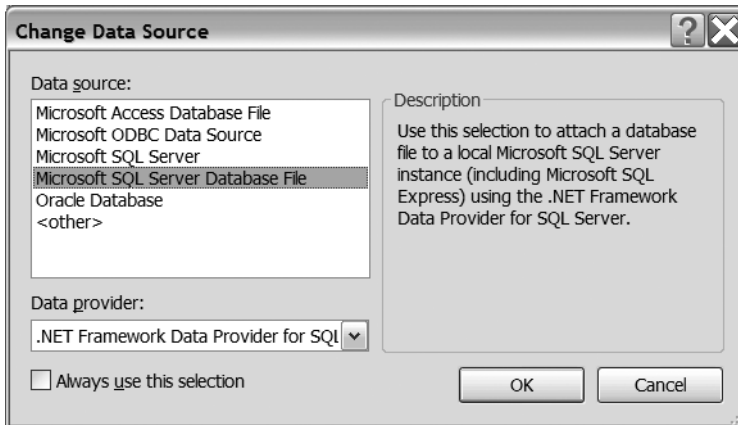 Change Data Source
Data source:
Microsoft Access Database File
Microsoft ODBC Data Source
Microsoft SQL Server
Microsoft SQL Server Database File
Oracle Database
<other>
Data provider:
.NET Framework Data Provider for SQL
Always use this selection
Description
Use this selection to attach a database
file to a local Microsoft SQL Server
instance (including Microsoft SQL
Express) using the .NET Framework
Data Provider for SQL Server.
OK
Cancel